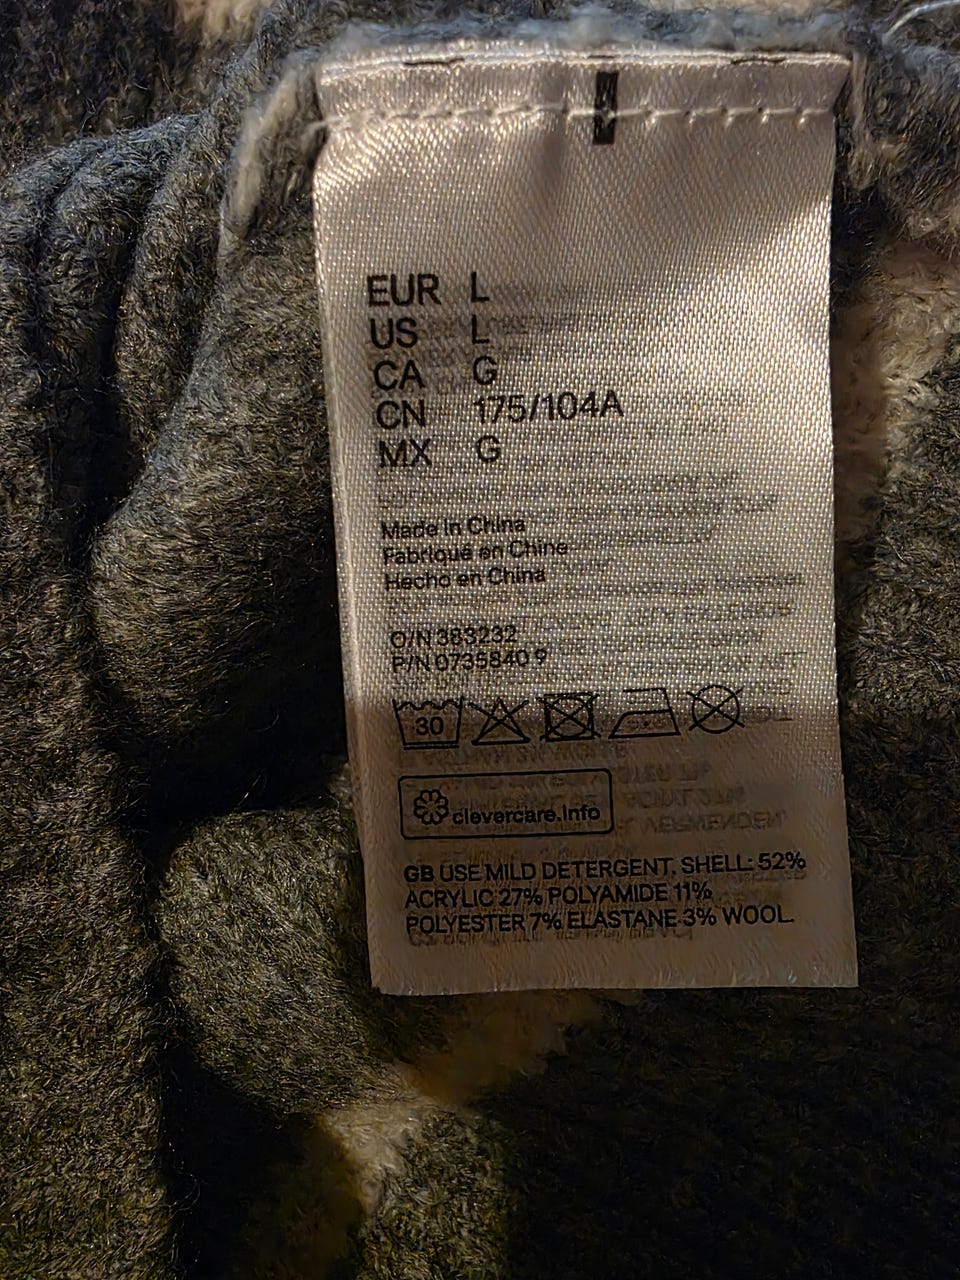 EUR L
US L
CA G
CN 175/104A
MX G
Made in China
Fabriqué en Chine
Hecho en China
O/N 383232
P/N 0735840 9
30
clevercare.info
GB USE MILD DETERGENT. SHELL: 52%
ACRYLIC 27% POLYAMIDE 11%
POLYESTER 7% ELASTANE 3% WOOL.